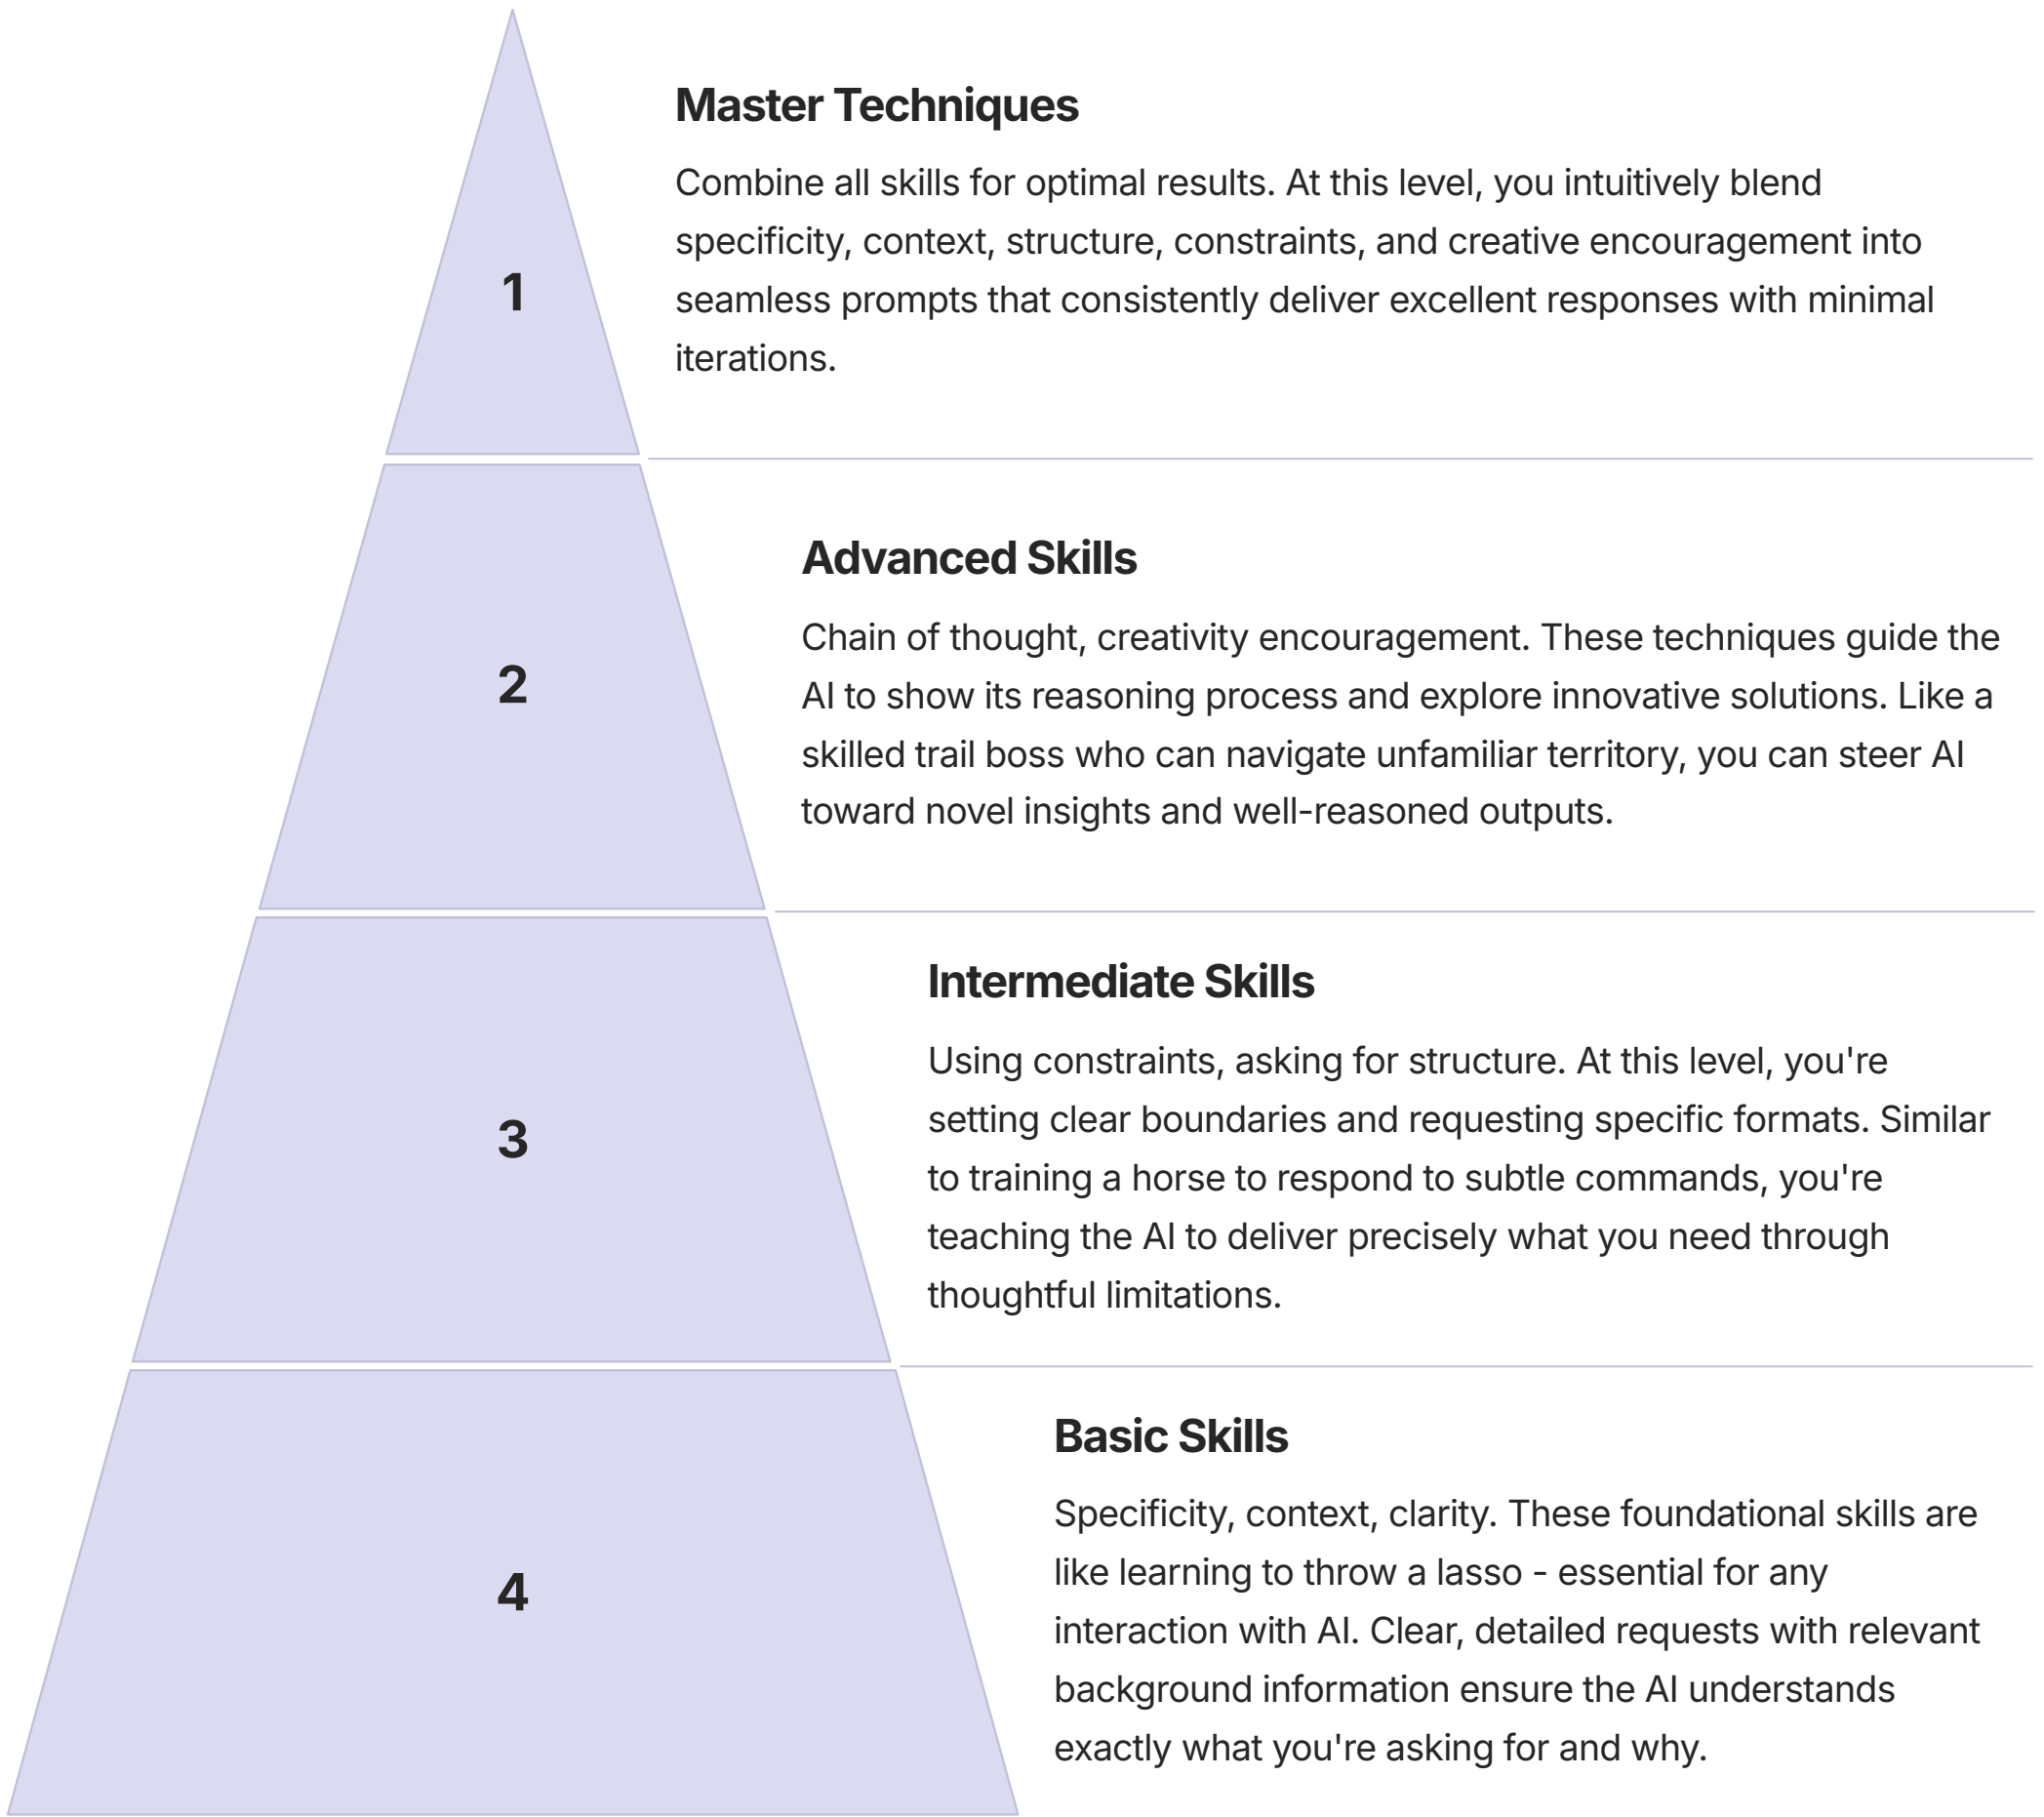 Master Techniques
Combine all skills for optimal results. At this level, you intuitively blend
specificity, context, structure, constraints, and creative encouragement into
seamless prompts that consistently deliver excellent responses with minimal
iterations.
1
Advanced Skills
Chain of thought, creativity encouragement. These techniques guide the
AI to show its reasoning process and explore innovative solutions. Like a
skilled trail boss who can navigate unfamiliar territory, you can steer AI
toward novel insights and well-reasoned outputs.
2
Intermediate Skills
Using constraints, asking for structure. At this level, you're
setting clear boundaries and requesting specific formats. Similar
to training a horse to respond to subtle commands, you're
teaching the AI to deliver precisely what you need through
thoughtful limitations.
3
Basic Skills
Specificity, context, clarity. These foundational skills are
like learning to throw a lasso - essential for any
interaction with AI. Clear, detailed requests with relevant
background information ensure the AI understands
exactly what you're asking for and why.
4